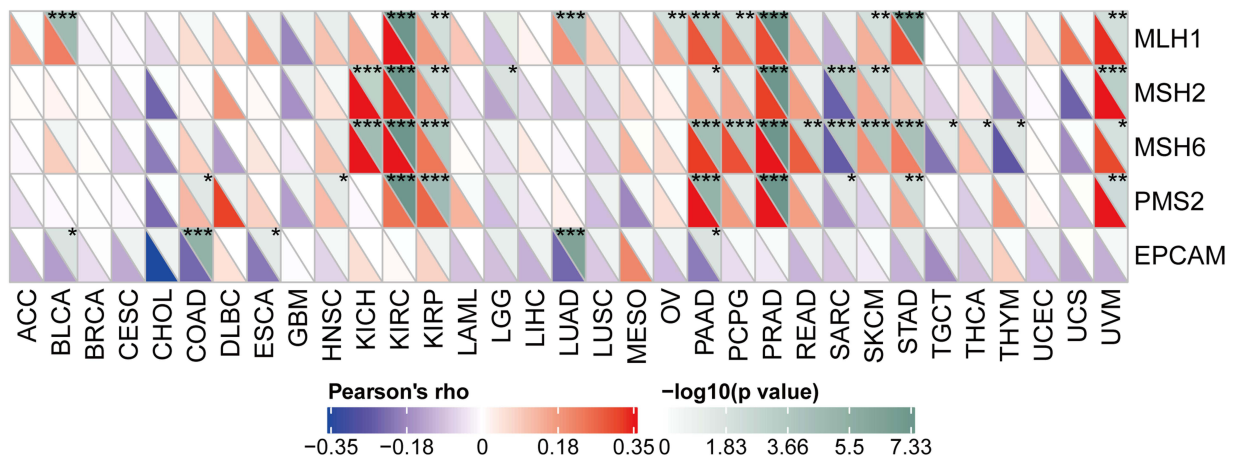 *** *** ** *** ** *** ** *** ** *** ** MLH1
*** *** ** * * *** *** ** *** MSH2
*** *** *** *** *** *** ** *** *** *** * * * * MSH6
* * *** *** *** *** * ** ** PMS2
* *** * *** * EPCAM
ACC BLCA BRCA CESC CHOL COAD DLBC ESCA GBM HNSC KICH KIRC KIRP LAML LGG LIHC LUAD LUSC MESO OV PAAD PCPG PRAD READ SARC SKCM STAD TGCT THCA THYM UCEC UCS UVM
Pearson's rho −log10(p value)
−0.35 −0.18 0 0.18 0.35 0 1.83 3.66 5.5 7.33